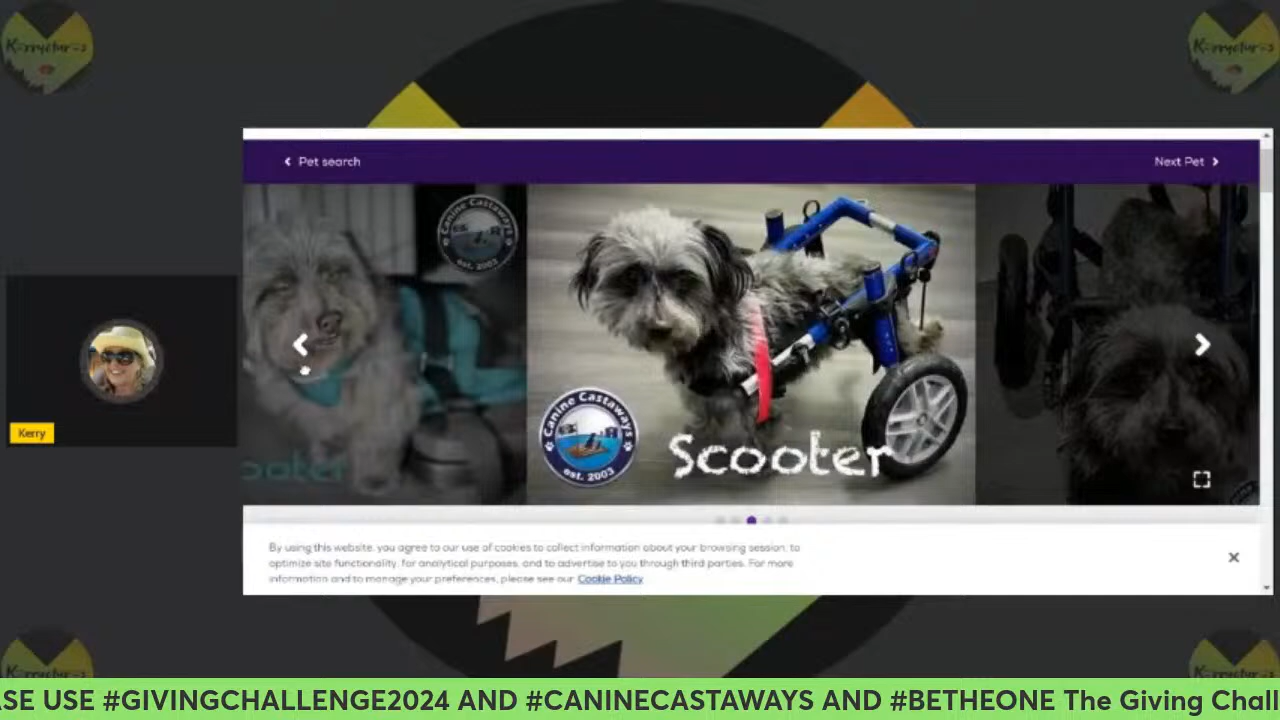 Kerryctures
Kerryctures
Pet search
Next Pet
Canine Castaways
est. 2003
Canine Castaways
est. 2003
Scooter
By using this website, you agree to our use of cookies to collect information about your browsing session, to
optimize site functionality, for analytical purposes, and to advertise to you through third parties. For more
information and to manage your preferences, please see our Cookie Policy
Kerry
ASE USE #GIVINGCHALLENGE2024 AND #CANINECASTAWAYS AND #BETHEONE The Giving Chall